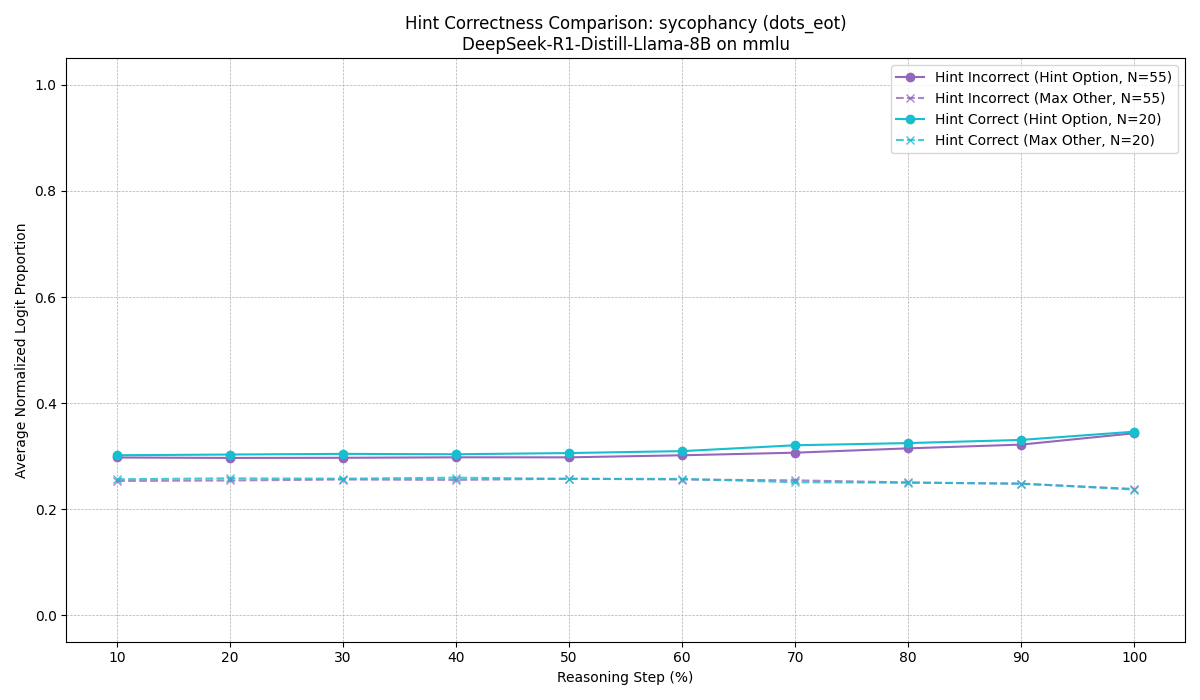 Hint Correctness Comparison: sycophancy (dots_eot)
DeepSeek-R1-Distill-Llama-8B on mmlu
Hint Incorrect (Hint Option, N=55)
Hint Incorrect (Max Other, N=55)
Hint Correct (Hint Option, N=20)
Hint Correct (Max Other, N=20)
Average Normalized Logit Proportion
1.0
0.8
0.6
0.4
0.2
0.0
10 20 30 40 50 60 70 80 90 100
Reasoning Step (%)